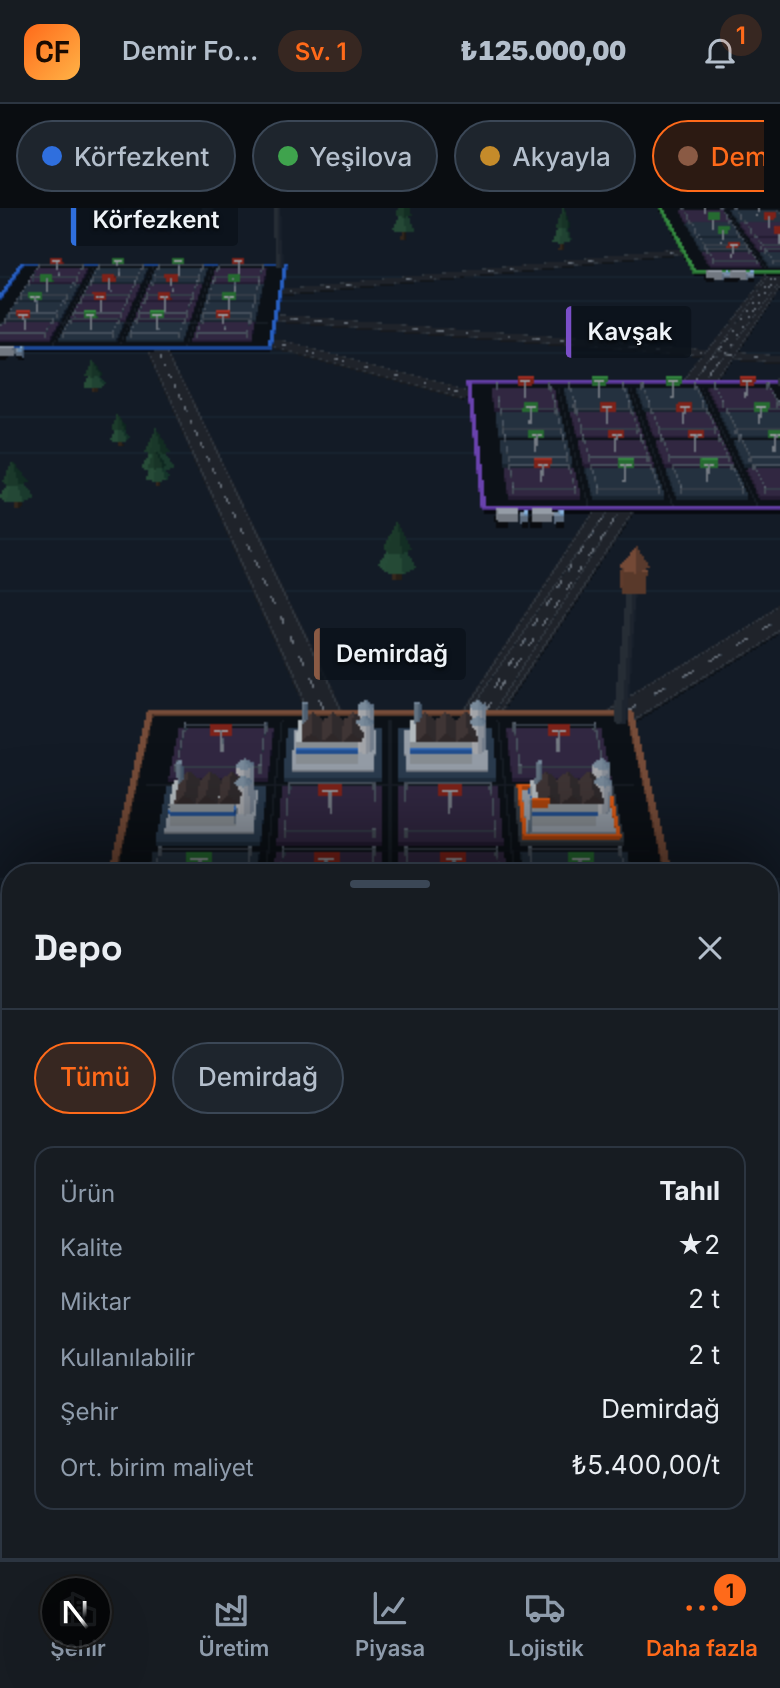 CF Demir Fo... Sv. 1 ₺125.000,00 1
Körfezkent Yeşilova Akyayla Dem
Körfezkent
Kavşak
Demirdağ
Depo
Tümü Demirdağ
Ürün Tahıl
Kalite ★2
Miktar 2 t
Kullanılabilir 2 t
Şehir Demirdağ
Ort. birim maliyet ₺5.400,00/t
N 1
Şehir Üretim Piyasa Lojistik Daha fazla